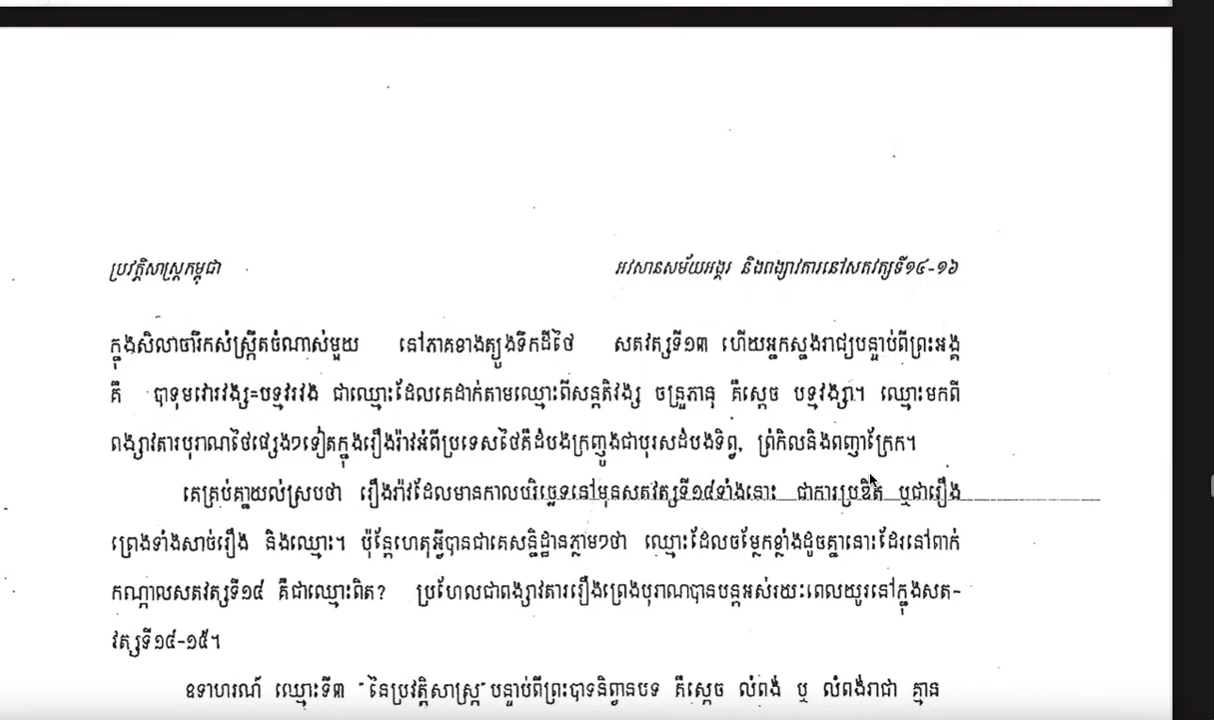 ប្រវត្តិសាស្ត្រកម្ពុជា អវសានសម័យអង្គរ និងពង្សាវតារនៅសតវត្សទី១៤-១៦
ក្នុងសិលាចារឹកសំស្រ្កឹតចំណាស់មួយ នៅភាគខាងត្បូងទឹកដីថៃ សតវត្សទី១៣ ហើយអ្នកស្នងរាជ្យបន្ទាប់ពីព្រះអង្គ
គឺ បាទុមវោរវង្ស=បទ្មវរវង ជាឈ្មោះដែលគេដាក់តាមឈ្មោះពីសន្តតិវង្ស ចន្រ្ទភានុ គឺស្តេច បទ្មវង្សា។ ឈ្មោះមកពី
ពង្សាវតារបុរាណថៃផ្សេងៗទៀតក្នុងរឿងរ៉ាវអំពីប្រទេសថៃគឺដំបងក្រញូងជាបុរសដំបងទិព្វ, ព្រំកិលនិងពញាក្រែក។
គេគ្រប់គ្នាយល់ស្របថា រឿងរ៉ាវដែលមានកាលបរិច្ឆេទនៅមុនសតវត្សទី១៤ទាំងនោះ ជាការប្រឌិត ឬជារឿង
ព្រេងទាំងសាច់រឿង និងឈ្មោះ។ ប៉ុន្តែហេតុអ្វីបានជាគេសន្និដ្ឋានភ្លាមៗថា ឈ្មោះដែលចម្លែកខ្លាំងដូចគ្នានោះដែរនៅពាក់
កណ្តាលសតវត្សទី១៤ គឺជាឈ្មោះពិត? ប្រហែលជាពង្សាវតាររឿងព្រេងបុរាណបានបន្តអស់រយៈពេលយូរនៅក្នុងសត-
វត្សទី១៤-១៥។
ឧទាហរណ៍ ឈ្មោះទី៣ "នៃប្រវត្តិសាស្ត្រ" បន្ទាប់ពីព្រះបាទនិព្វានបទ គឺស្តេច លំពង់ ឬ លំពង់រាជា គ្មាន